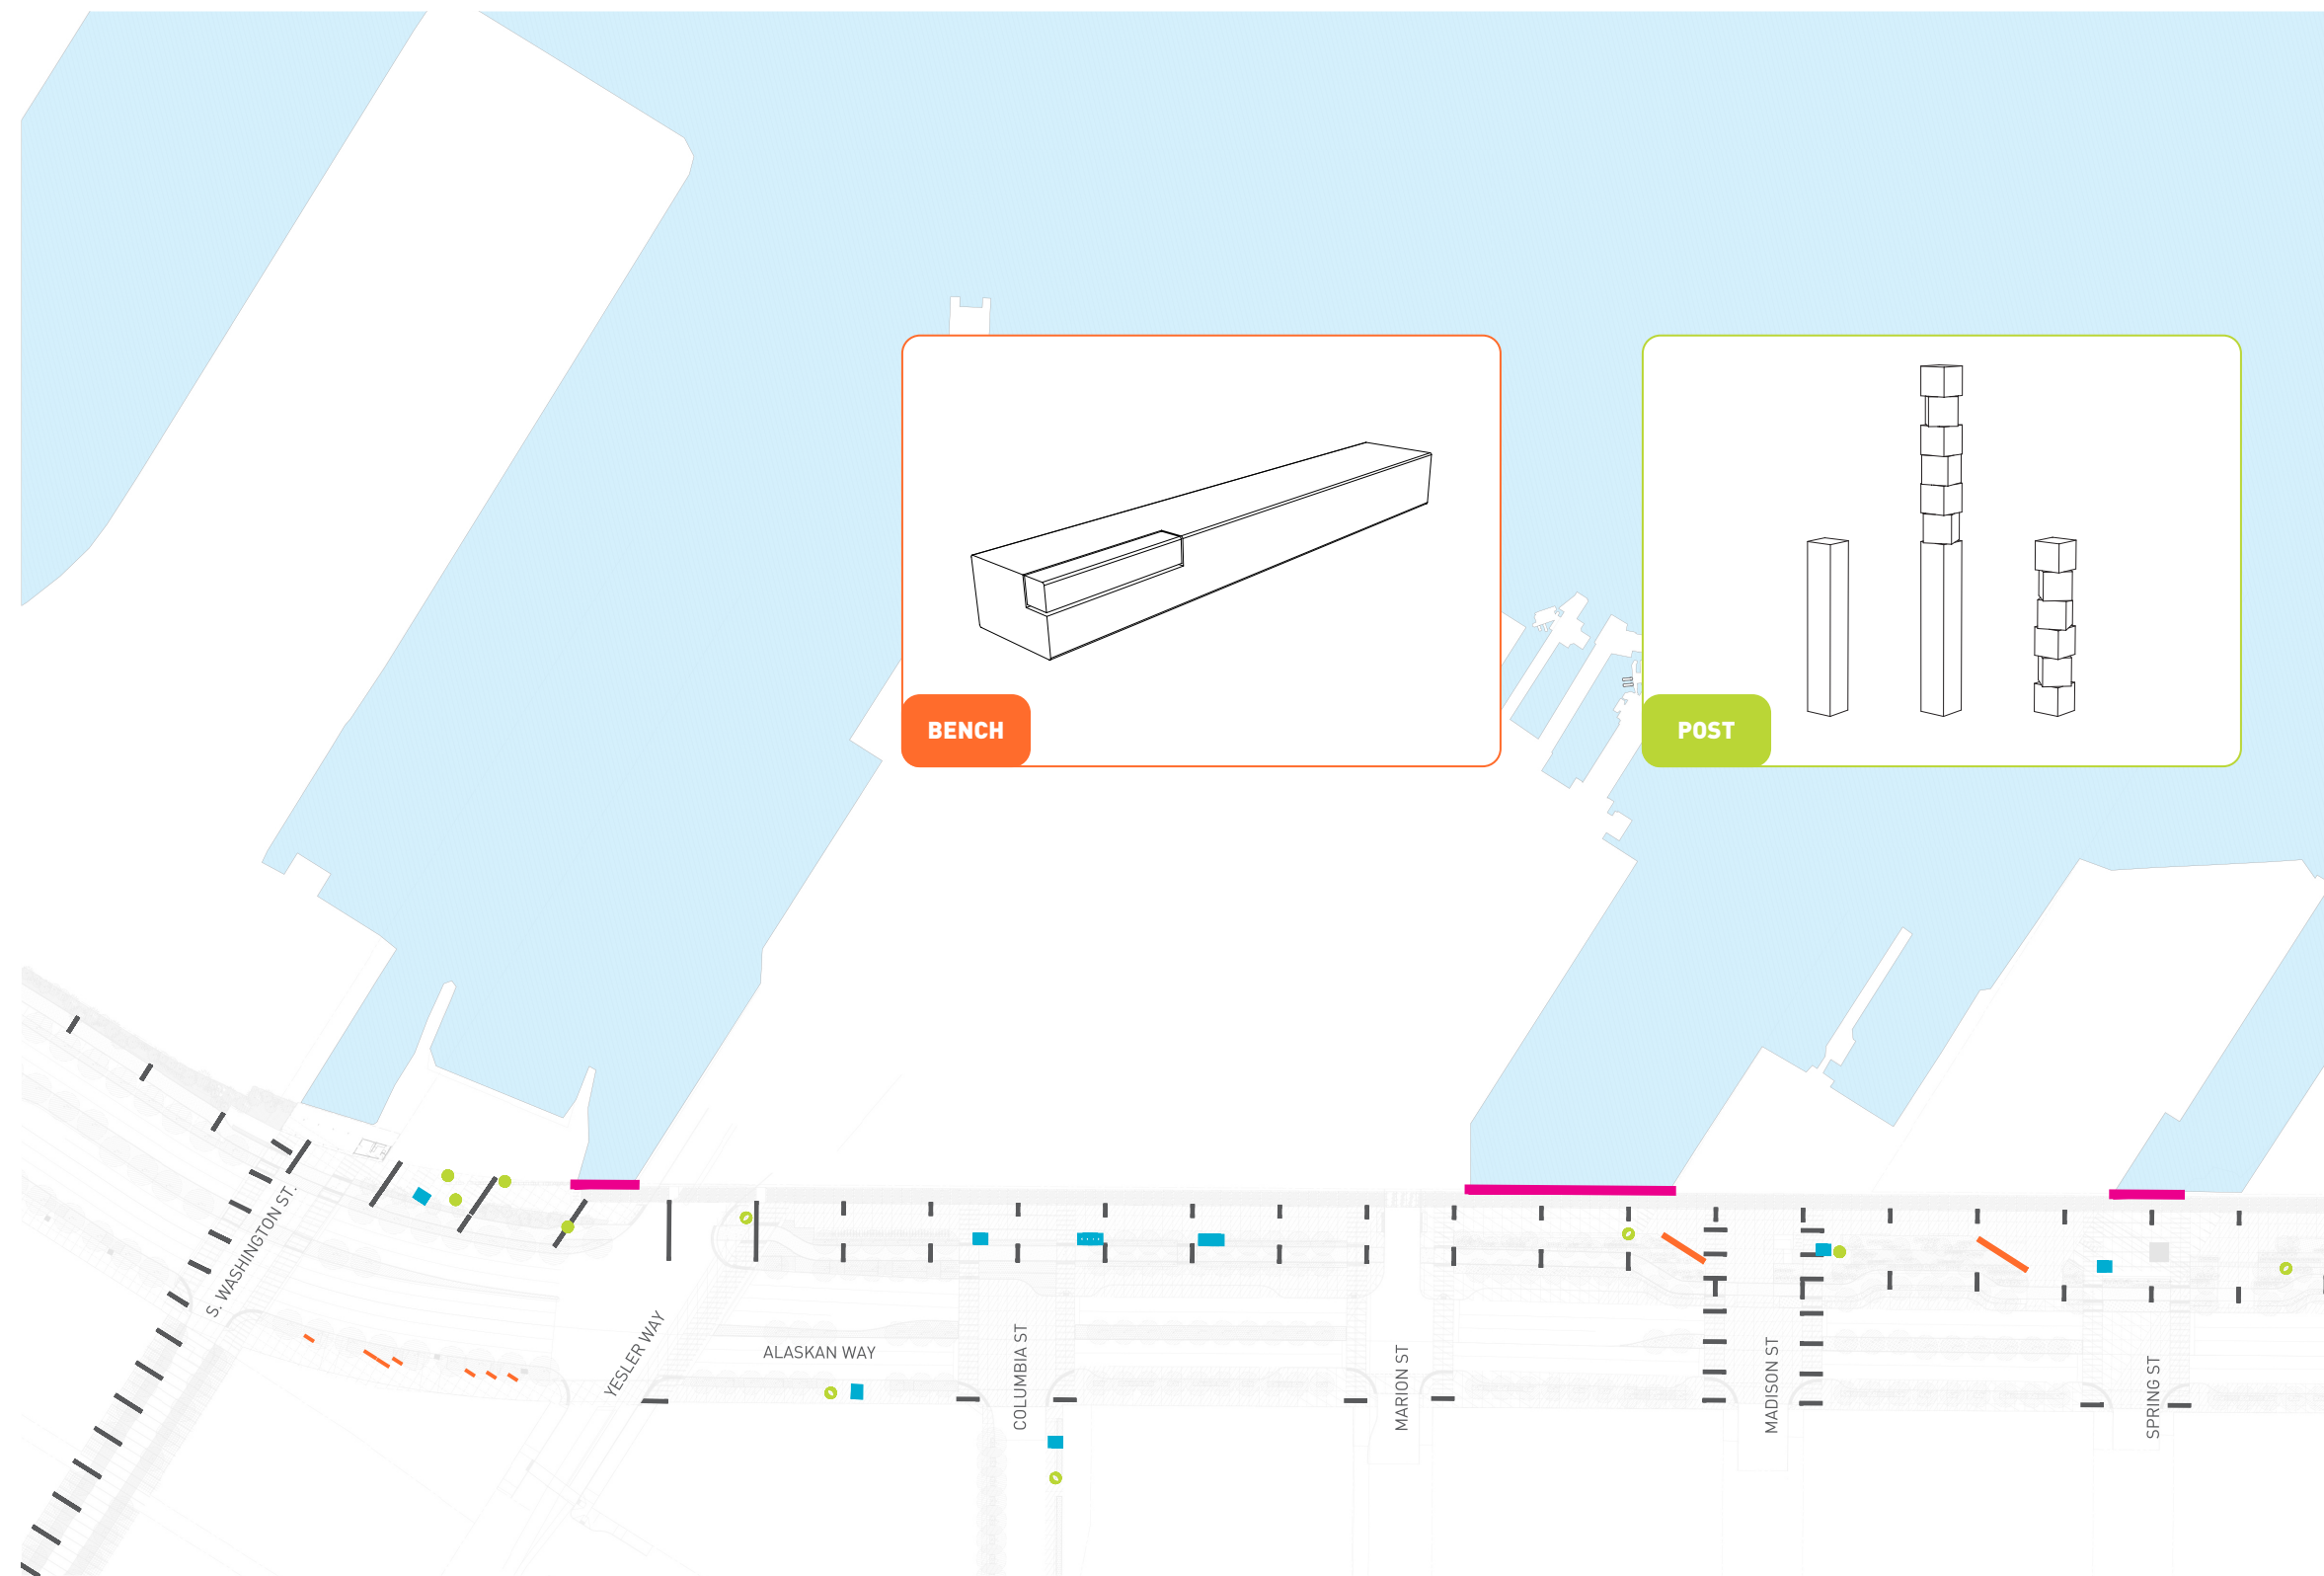 BENCH
POST
S. WASHINGTON ST.
YESLER WAY
ALASKAN WAY
COLUMBIA ST
MARION ST
MADISON ST
SPRING ST